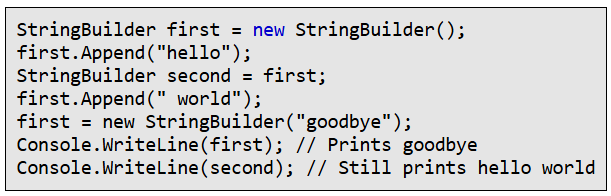 StringBuilder first = new StringBuilder();
first.Append("hello");
StringBuilder second = first;
first.Append(" world");
first = new StringBuilder("goodbye");
Console.WriteLine(first); // Prints goodbye
Console.WriteLine(second); // Still prints hello world